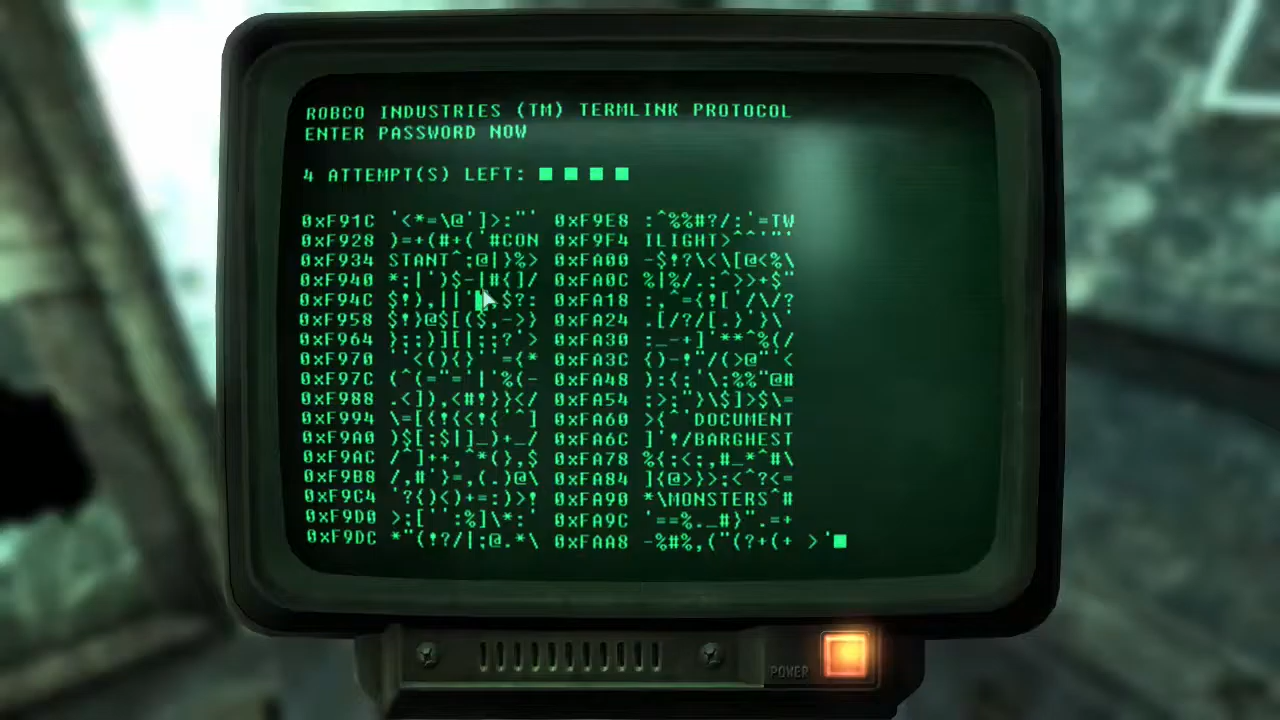 ROBCO INDUSTRIES (TM) TERMLINK PROTOCOL
ENTER PASSWORD NOW
4 ATTEMPT(S) LEFT: ■ ■ ■ ■
0xF91C '<*=\@']>:"' 0xF9E8 :^%%#?/:'=TW
0xF928 )=+(#+('#CON 0xF9F4 ILIGHT>^^'"'
0xF934 STANT^;@|}%> 0xFA00 -$!?\<\[@<%\
0xF940 *:|'}$-|#{]/ 0xFA0C %|%/.:^>>+$"
0xF94C $!),||' $?: 0xFA18 :,^={!['/\/?
0xF958 $!}@$[($,->} 0xFA24 .[/?/[.}'}\'
0xF964 };:)][|;:?'> 0xFA30 :_-+]'**^%(/
0xF970 ''<(){}''={* 0xFA3C {)-!"/(>@"'<
0xF97C (^(="='|'%(- 0xFA48 ):{;'\;%%"@#
0xF988 .<]),<#!}}</ 0xFA54 :>:"}\$]>$\=
0xF994 \=[{!{<!{'^] 0xFA60 >{^'DOCUMENT
0xF9A0 )$[:$|]_)+_/ 0xFA6C ]'!/BARGHEST
0xF9AC /^]++,^*(},$ 0xFA78 %{;<;,#_*^#\
0xF9B8 /,#'}=,(.)@\ 0xFA84 ]{@>}>;<^?<=
0xF9C4 '?{)<)+=:)>! 0xFA90 *\MONSTERS^#
0xF9D0 >;['':%]\*:' 0xFA9C '==%._#}".=+
0xF9DC *"(!?/|;@.*\ 0xFAA8 -%#%,("(?+(+ >'■
POWER